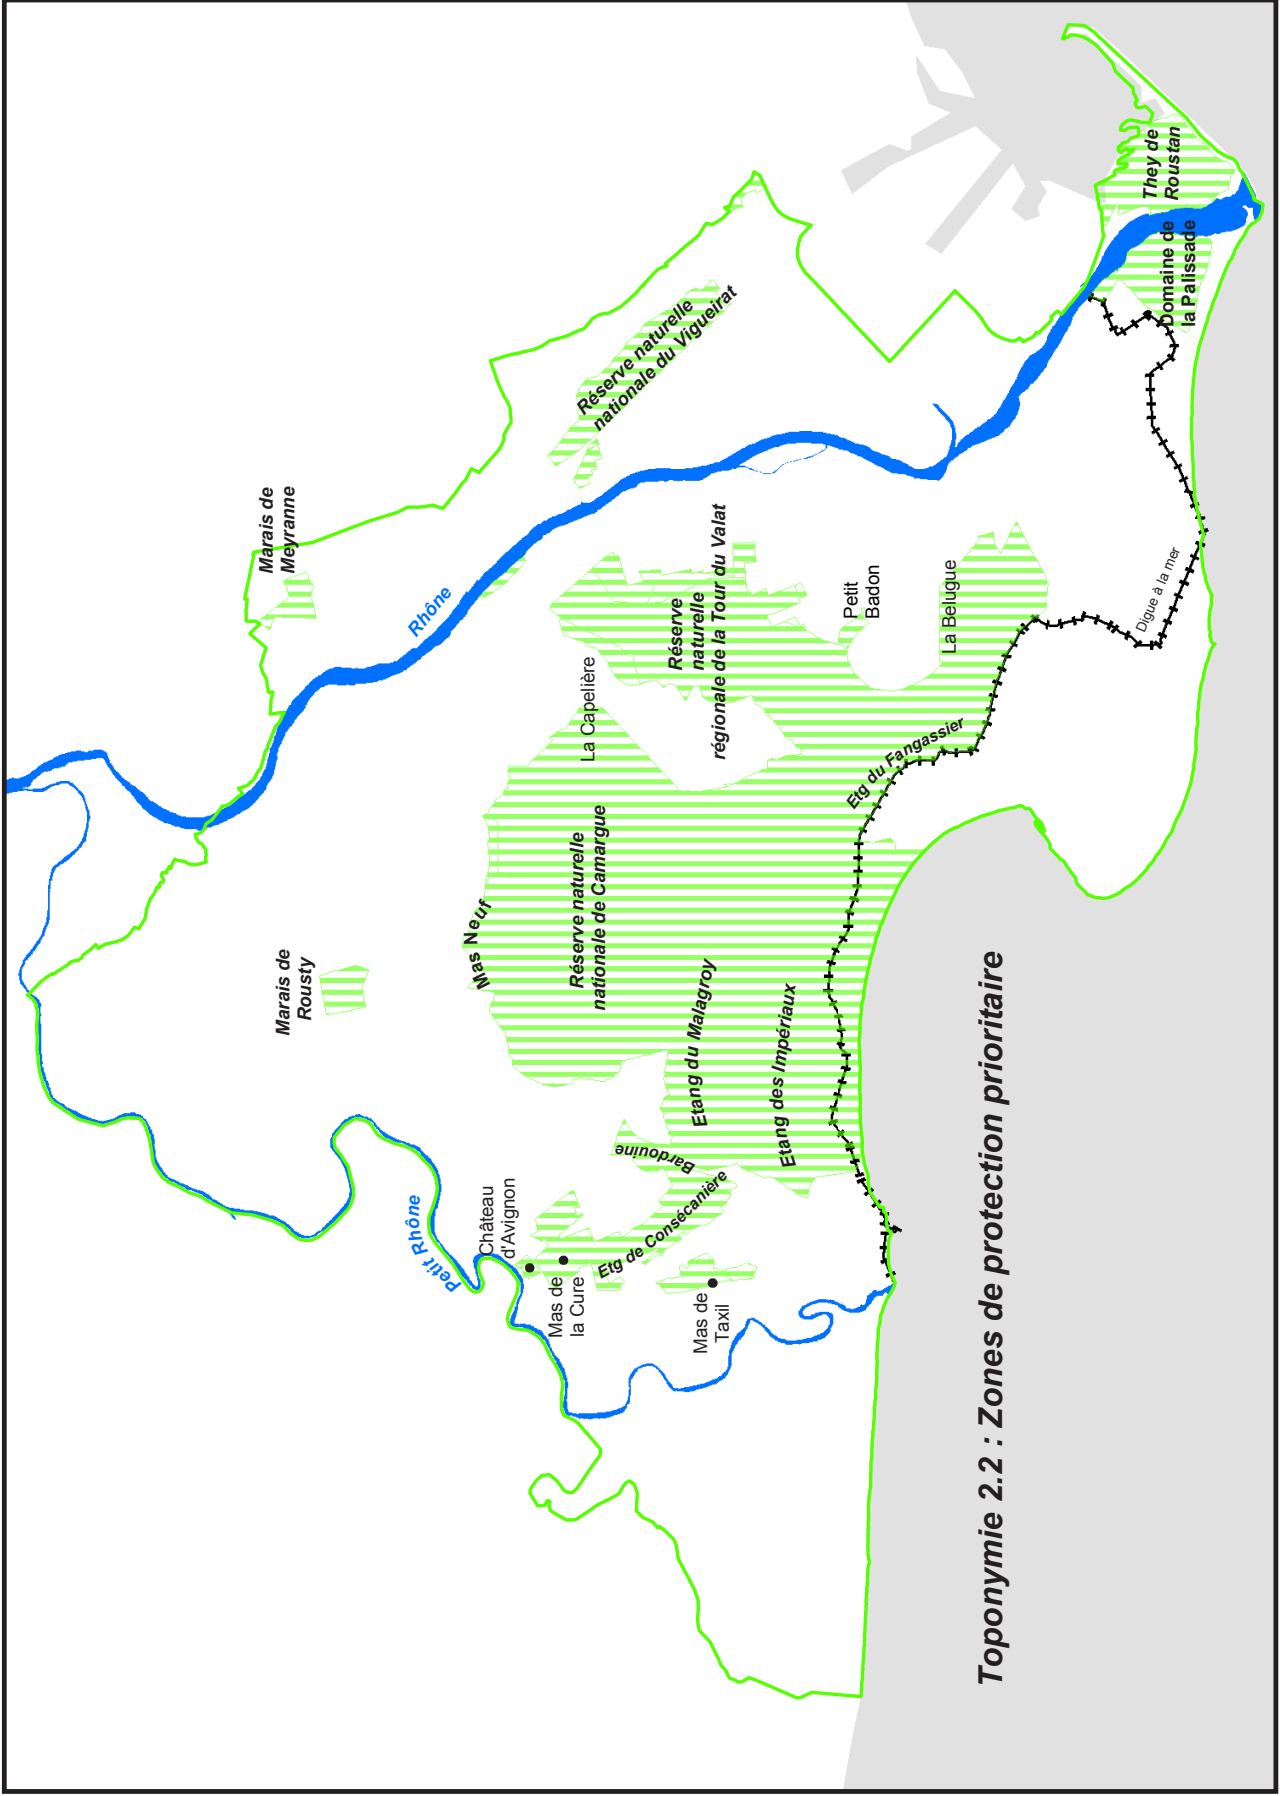 Marais de
Meyranne
Rhône
Marais de
Rousty
Petit Rhône
Château
d'Avignon
Mas de
la Cure
Mas de
Taxil
Etg de Consécanière
Bardouine
Mas Neuf
Réserve naturelle
nationale de Camargue
Etang du Malagroy
Etang des Impériaux
La Capelière
Réserve
naturelle
régionale de la Tour du Valat
Réserve naturelle
nationale du Vigueirat
Petit
Badon
La Belugue
Etg du Fangassier
Digue à la mer
They de
Roustan
Domaine de
la Palissade
Toponymie 2.2 : Zones de protection prioritaire